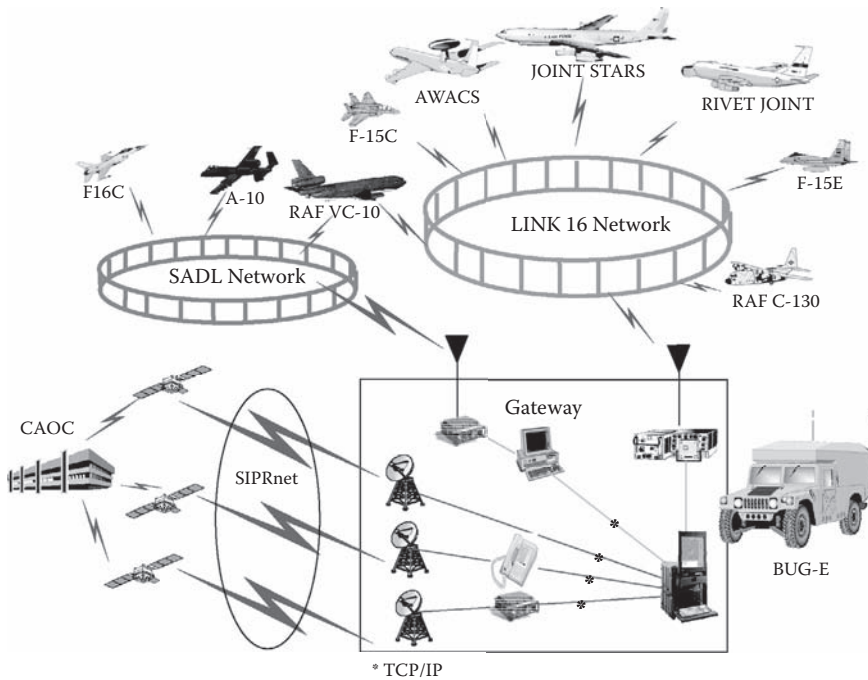 JOINT STARS
AWACS
RIVET JOINT
F-15C
F16C
A-10
RAF VC-10
F-15E
LINK 16 Network
SADL Network
RAF C-130
Gateway
CAOC
SIPRnet
BUG-E
*
*
*
*
* TCP/IP